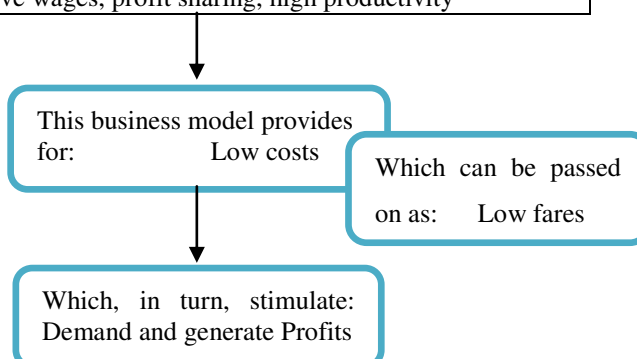 wages, profit sharing, high productivity
This business model provides
for: Low costs
Which can be passed
on as: Low fares
Which, in turn, stimulate:
Demand and generate Profits